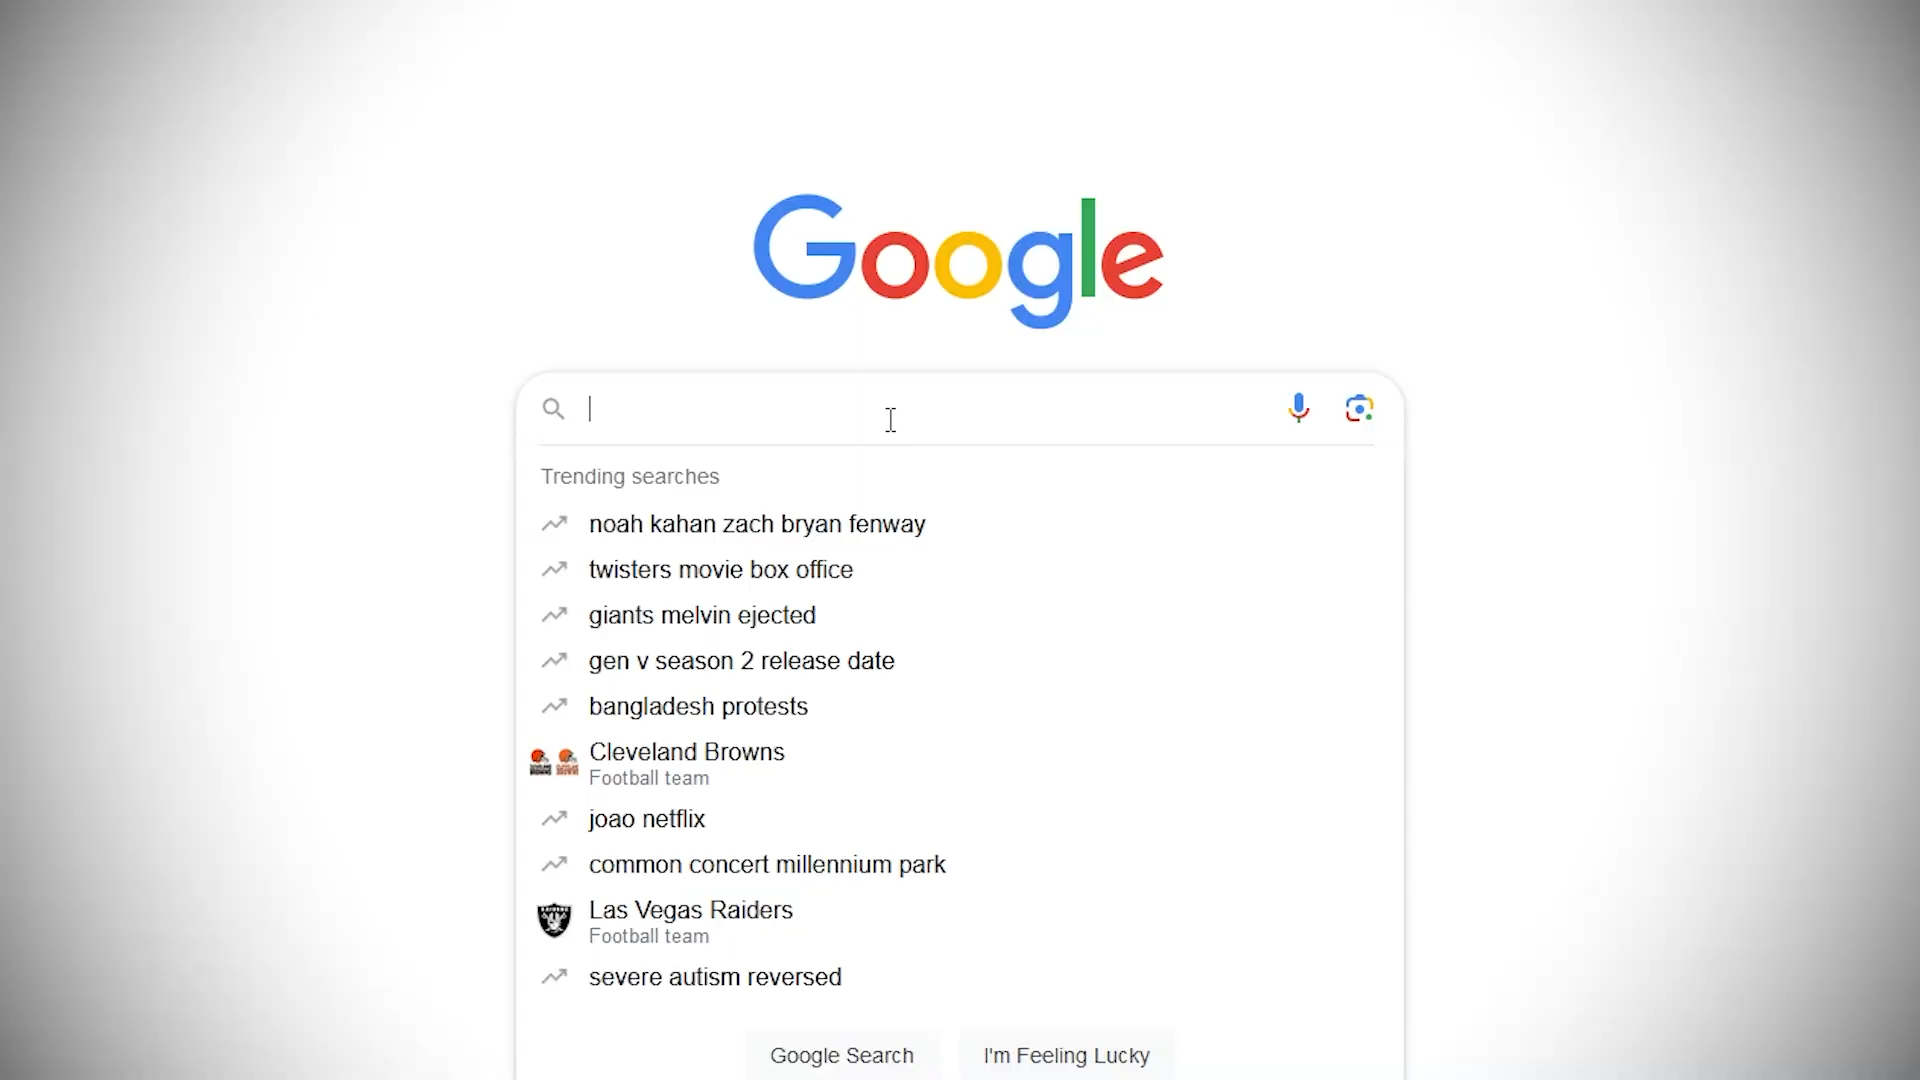 Google
Trending searches
noah kahan zach bryan fenway
twisters movie box office
giants melvin ejected
gen v season 2 release date
bangladesh protests
Cleveland Browns
Football team
joao netflix
common concert millennium park
Las Vegas Raiders
Football team
severe autism reversed
Google Search
I'm Feeling Lucky